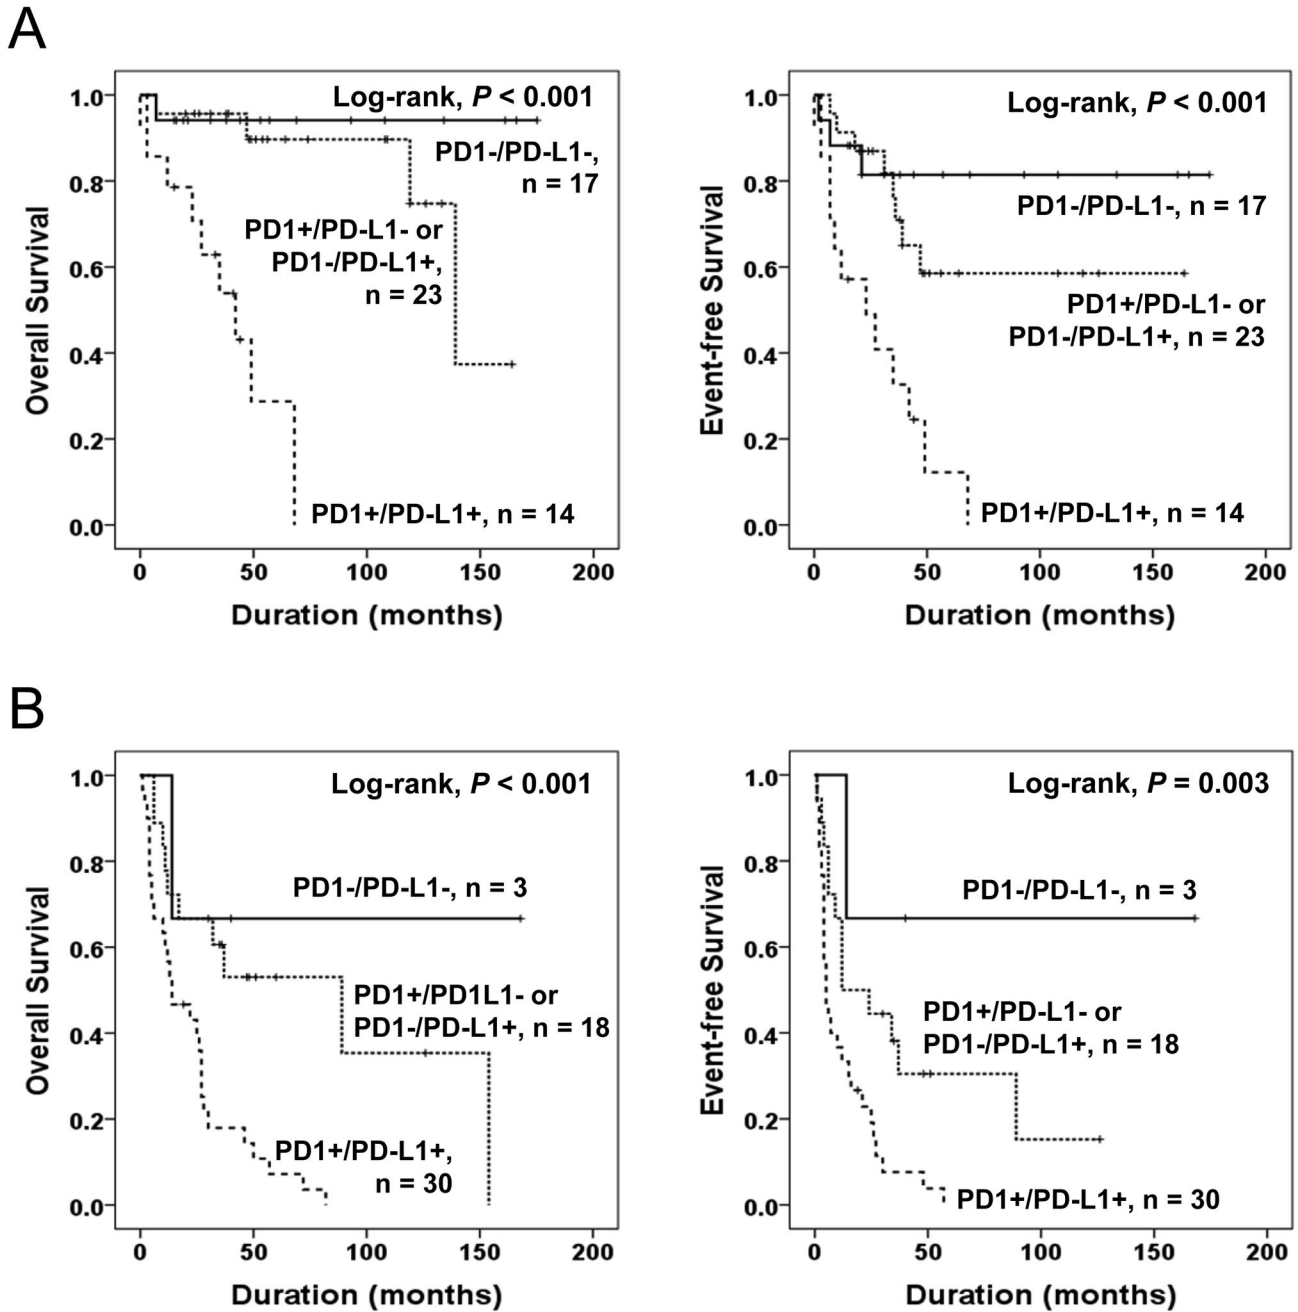 A
Log-rank, P < 0.001
PD1-/PD-L1-,
n = 17
PD1+/PD-L1- or
PD1-/PD-L1+,
n = 23
PD1+/PD-L1+, n = 14
Overall Survival
1.0
0.8
0.6
0.4
0.2
0.0
0 50 100 150 200
Duration (months)
Log-rank, P < 0.001
PD1-/PD-L1-, n = 17
PD1+/PD-L1- or
PD1-/PD-L1+, n = 23
PD1+/PD-L1+, n = 14
Event-free Survival
1.0
0.8
0.6
0.4
0.2
0.0
0 50 100 150 200
Duration (months)
B
Log-rank, P < 0.001
PD1-/PD-L1-, n = 3
PD1+/PD1L1- or
PD1-/PD-L1+, n = 18
PD1+/PD-L1+,
n = 30
Overall Survival
1.0
0.8
0.6
0.4
0.2
0.0
0 50 100 150 200
Duration (months)
Log-rank, P = 0.003
PD1-/PD-L1-, n = 3
PD1+/PD-L1- or
PD1-/PD-L1+, n = 18
PD1+/PD-L1+, n = 30
Event-free Survival
1.0
0.8
0.6
0.4
0.2
0.0
0 50 100 150 200
Duration (months)